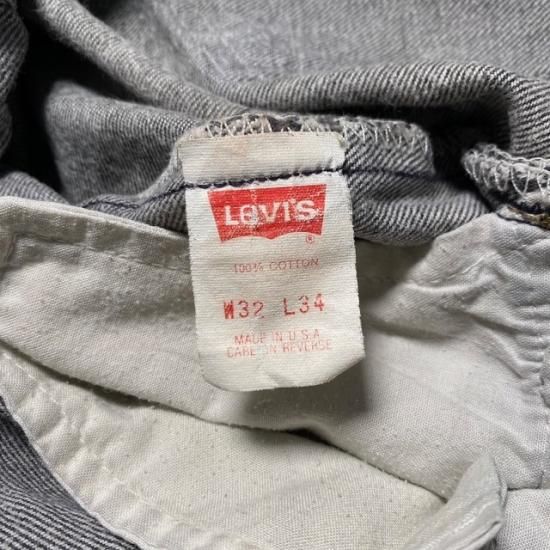 Levi's
®
100% COTTON
W32 L34
MADE IN U.S.A
CARE ON REVERSE